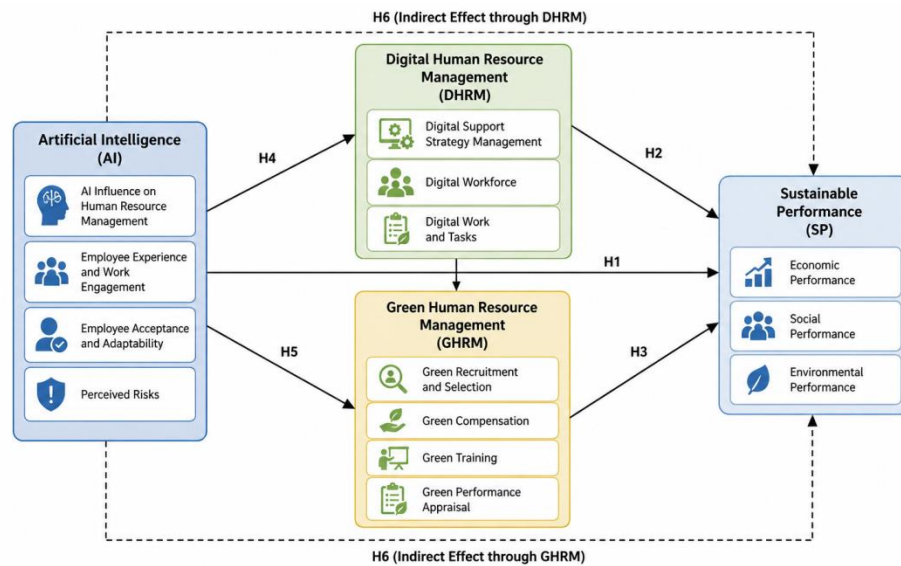 H6 (Indirect Effect through DHRM)
Digital Human Resource
Management
(DHRM)
Digital Support
Strategy Management
Digital Workforce
Digital Work
and Tasks
Artificial Intelligence
(AI)
AI Influence on
Human Resource
Management
Employee Experience
and Work
Engagement
Employee Acceptance
and Adaptability
Perceived Risks
H4
H2
H1
H5
H3
Green Human Resource
Management
(GHRM)
Green Recruitment
and Selection
Green Compensation
Green Training
Green Performance
Appraisal
Sustainable
Performance
(SP)
Economic
Performance
Social
Performance
Environmental
Performance
H6 (Indirect Effect through GHRM)